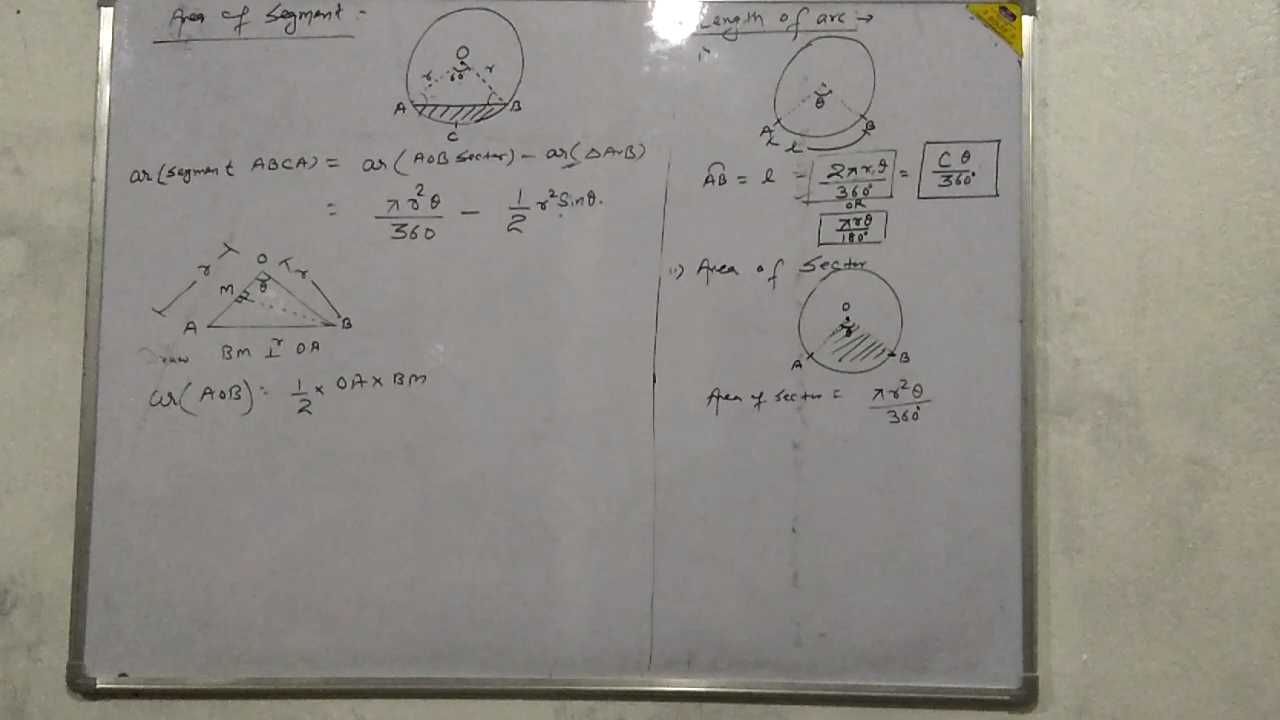 Area of Segment -
O
r r
60°
A B
C
ar(Segment ABCA) = ar(AOB Sector) - ar(ΔAOB)
= πr²θ/360 - 1/2 r² Sinθ.
O
r r
M θ
A B
Draw BM ⊥r OA
ar(AOB) = 1/2 × OA × BM
Length of arc →
i)
θ
A B
l
AB = l = 2πr.θ/360° = Cθ/360°
OR
πrθ/180°
ii) Area of Sector
O
θ
A B
Area of Sector = πr²θ/360°